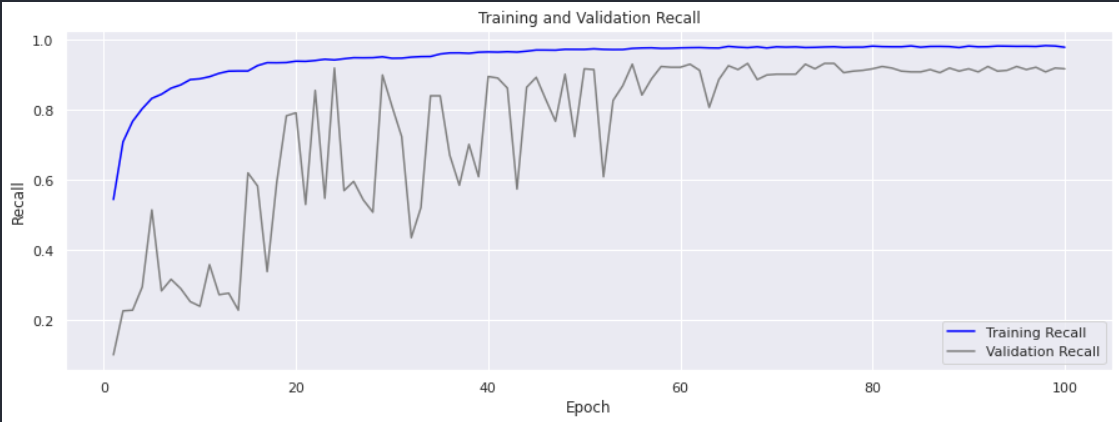 Training and Validation Recall
1.0
0.8
0.6
0.4
0.2
Recall
0 20 40 60 80 100
Epoch
Training Recall
Validation Recall